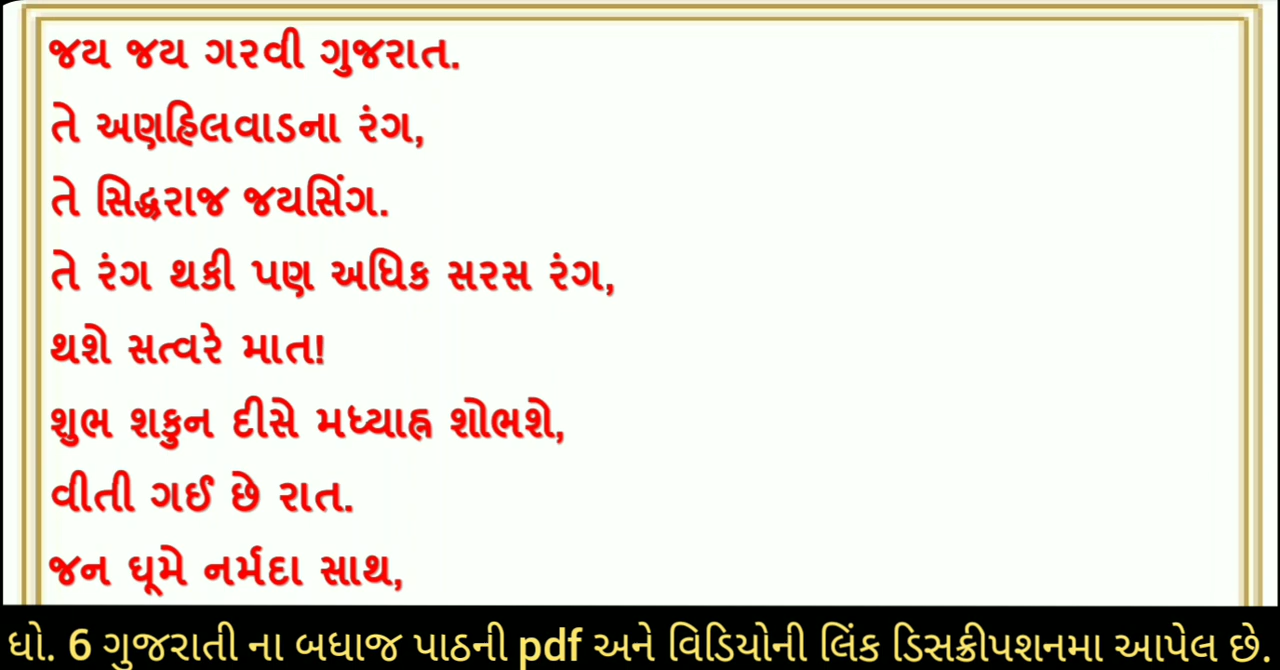 જય જય ગરવી ગુજરાત.
તે અણહિલવાડના રંગ,
તે સિદ્ધરાજ જયસિંગ.
તે રંગ થકી પણ અધિક સરસ રંગ,
થશે સત્વરે માત!
શુભ શકુન દીસે મધ્યાહ્ન શોભશે,
વીતી ગઈ છે રાત.
જન ઘૂમે નર્મદા સાથ,
ધો. 6 ગુજરાતી ના બધાજ પાઠની pdf અને વિડિયોની લિંક ડિસક્રીપશનમા આપેલ છે.